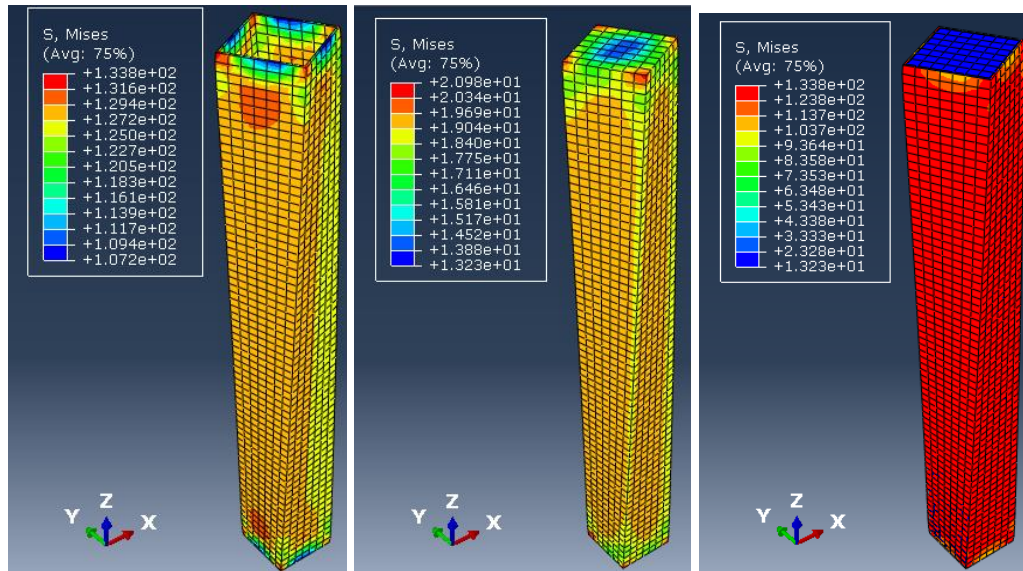 S, Mises
(Avg: 75%)
+1.338e+02
+1.316e+02
+1.294e+02
+1.272e+02
+1.250e+02
+1.227e+02
+1.205e+02
+1.183e+02
+1.161e+02
+1.139e+02
+1.117e+02
+1.094e+02
+1.072e+02
Y
Z
X
S, Mises
(Avg: 75%)
+2.098e+01
+2.034e+01
+1.969e+01
+1.904e+01
+1.840e+01
+1.775e+01
+1.711e+01
+1.646e+01
+1.581e+01
+1.517e+01
+1.452e+01
+1.388e+01
+1.323e+01
Y
Z
X
S, Mises
(Avg: 75%)
+1.338e+02
+1.238e+02
+1.137e+02
+1.037e+02
+9.364e+01
+8.358e+01
+7.353e+01
+6.348e+01
+5.343e+01
+4.338e+01
+3.333e+01
+2.328e+01
+1.323e+01
Y
Z
X